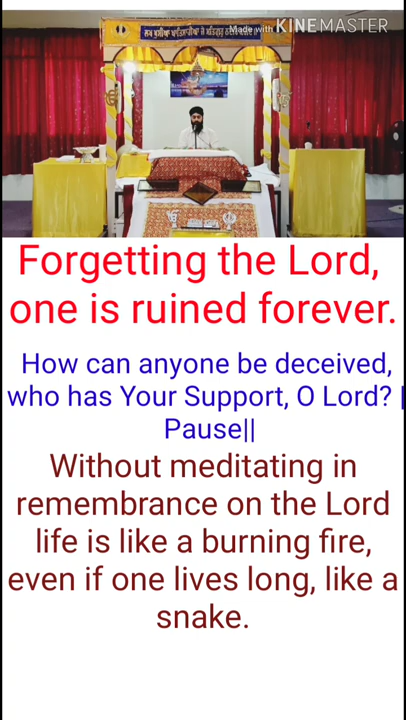 Made with KINEMASTER
Forgetting the Lord,
one is ruined forever.
How can anyone be deceived,
who has Your Support, O Lord? |
Pause||
Without meditating in
remembrance on the Lord
life is like a burning fire,
even if one lives long, like a
snake.